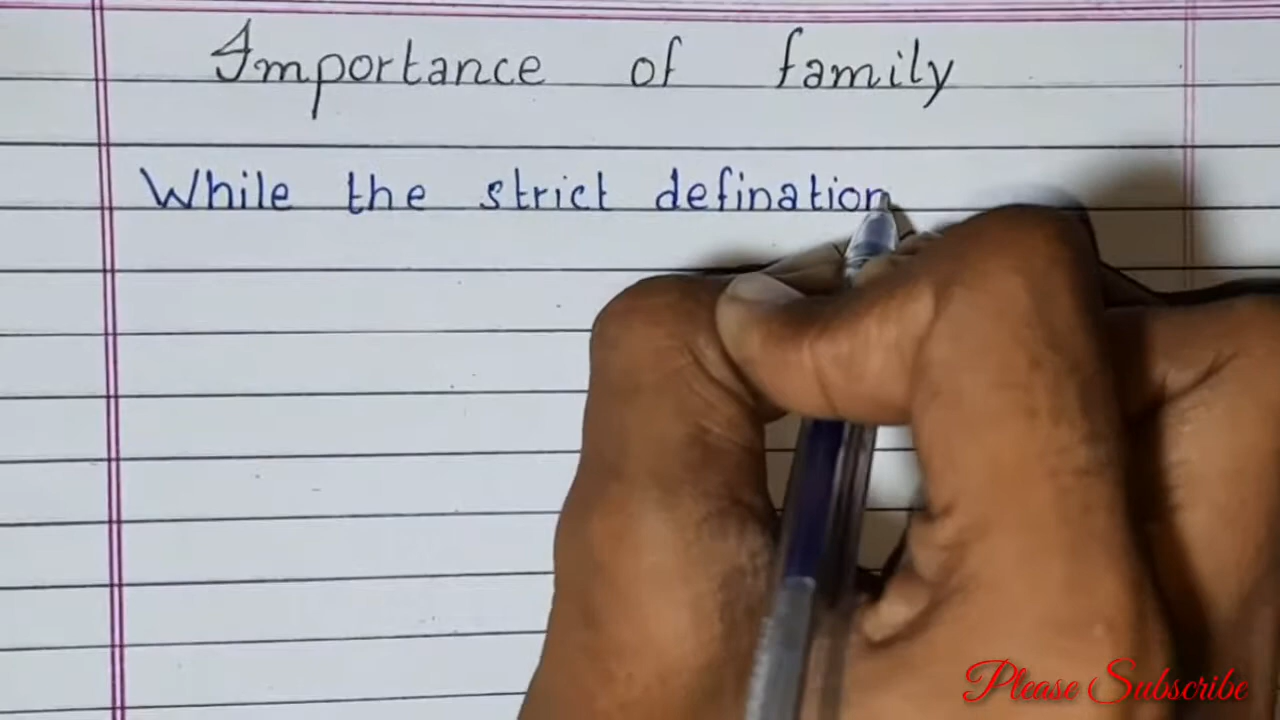 Importance of family
While the strict defination
Please Subscribe